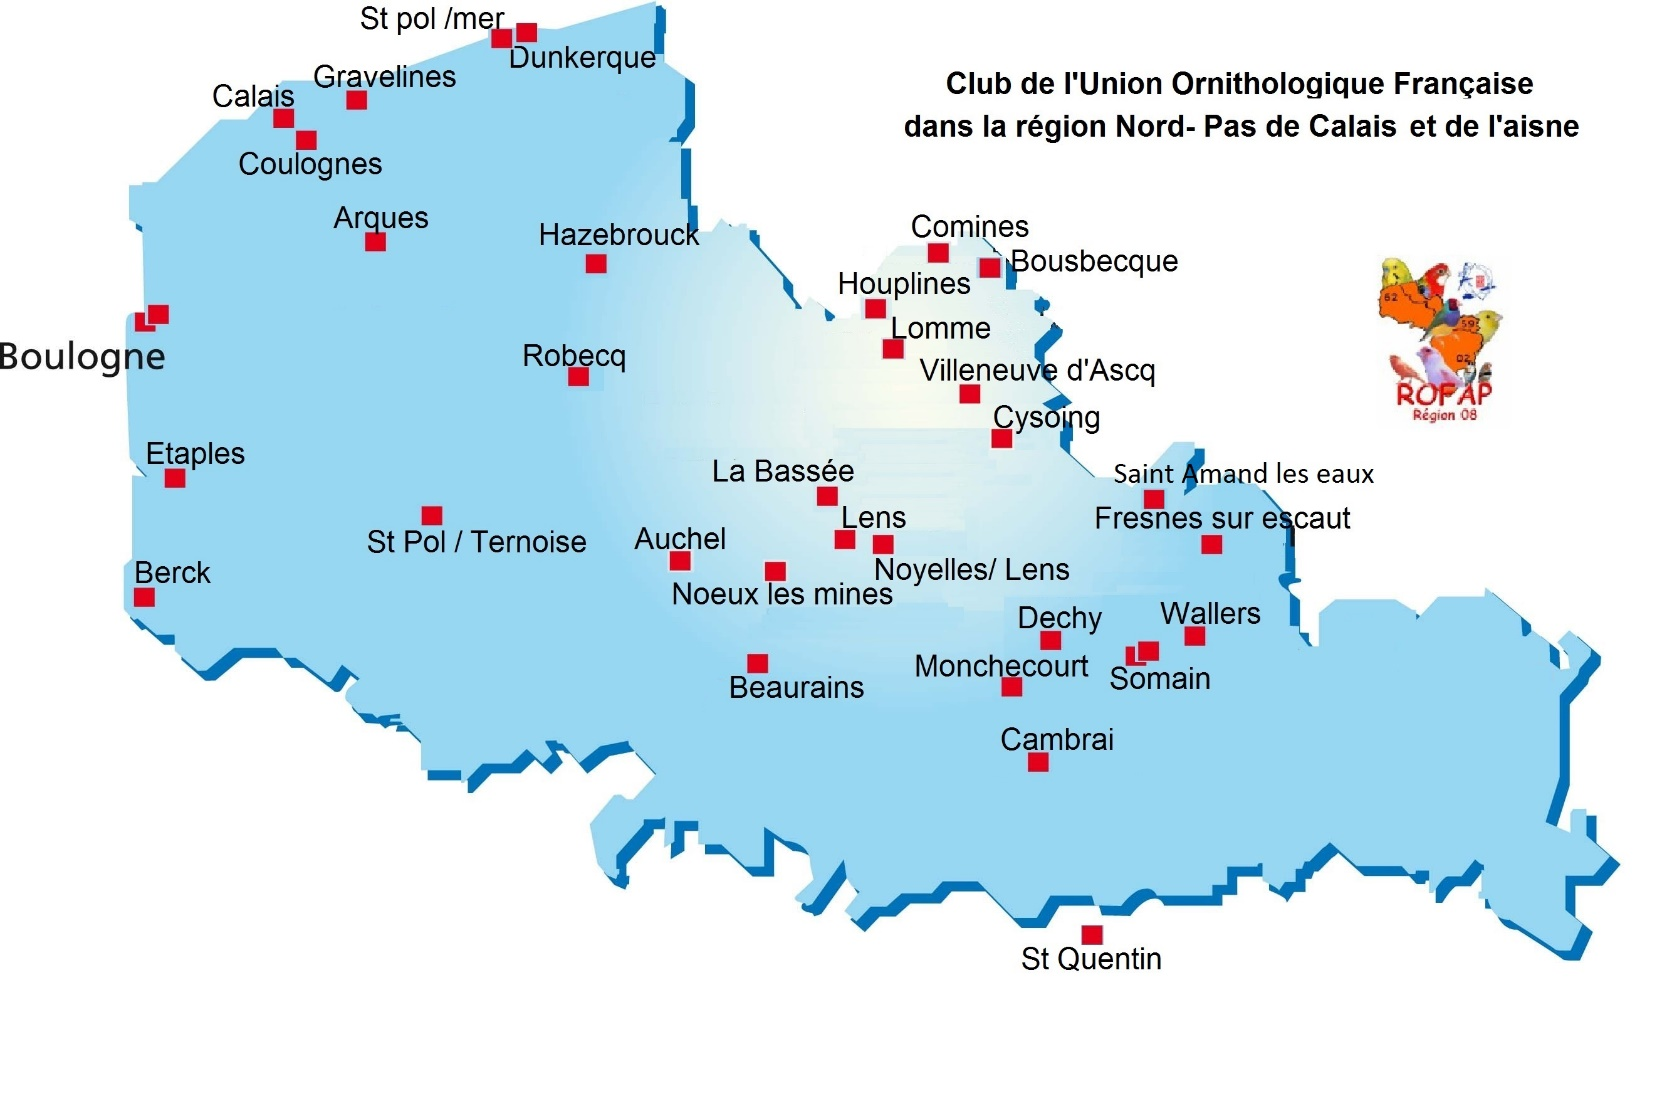 St pol /mer
Dunkerque
Gravelines
Calais
Coulognes
Club de l'Union Ornithologique Française
dans la région Nord- Pas de Calais et de l'aisne
Arques
Hazebrouck
Comines
Bousbecque
Houplines
Lomme
Boulogne
Robecq
Villeneuve d'Ascq
Cysoing
62
59
02
ROFAP
Région 08
Etaples
La Bassée
Saint Amand les eaux
Lens
Fresnes sur escaut
St Pol / Ternoise
Auchel
Noyelles/ Lens
Berck
Noeux les mines
Dechy
Wallers
Monchecourt
Somain
Beaurains
Cambrai
St Quentin